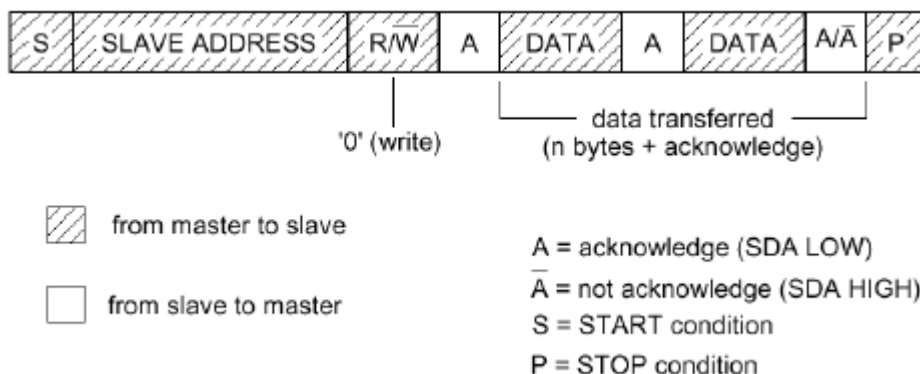 S SLAVE ADDRESS R/W̅ A DATA A DATA A/A̅ P
'0' (write)
data transferred
(n bytes + acknowledge)
from master to slave
from slave to master
A = acknowledge (SDA LOW)
A̅ = not acknowledge (SDA HIGH)
S = START condition
P = STOP condition